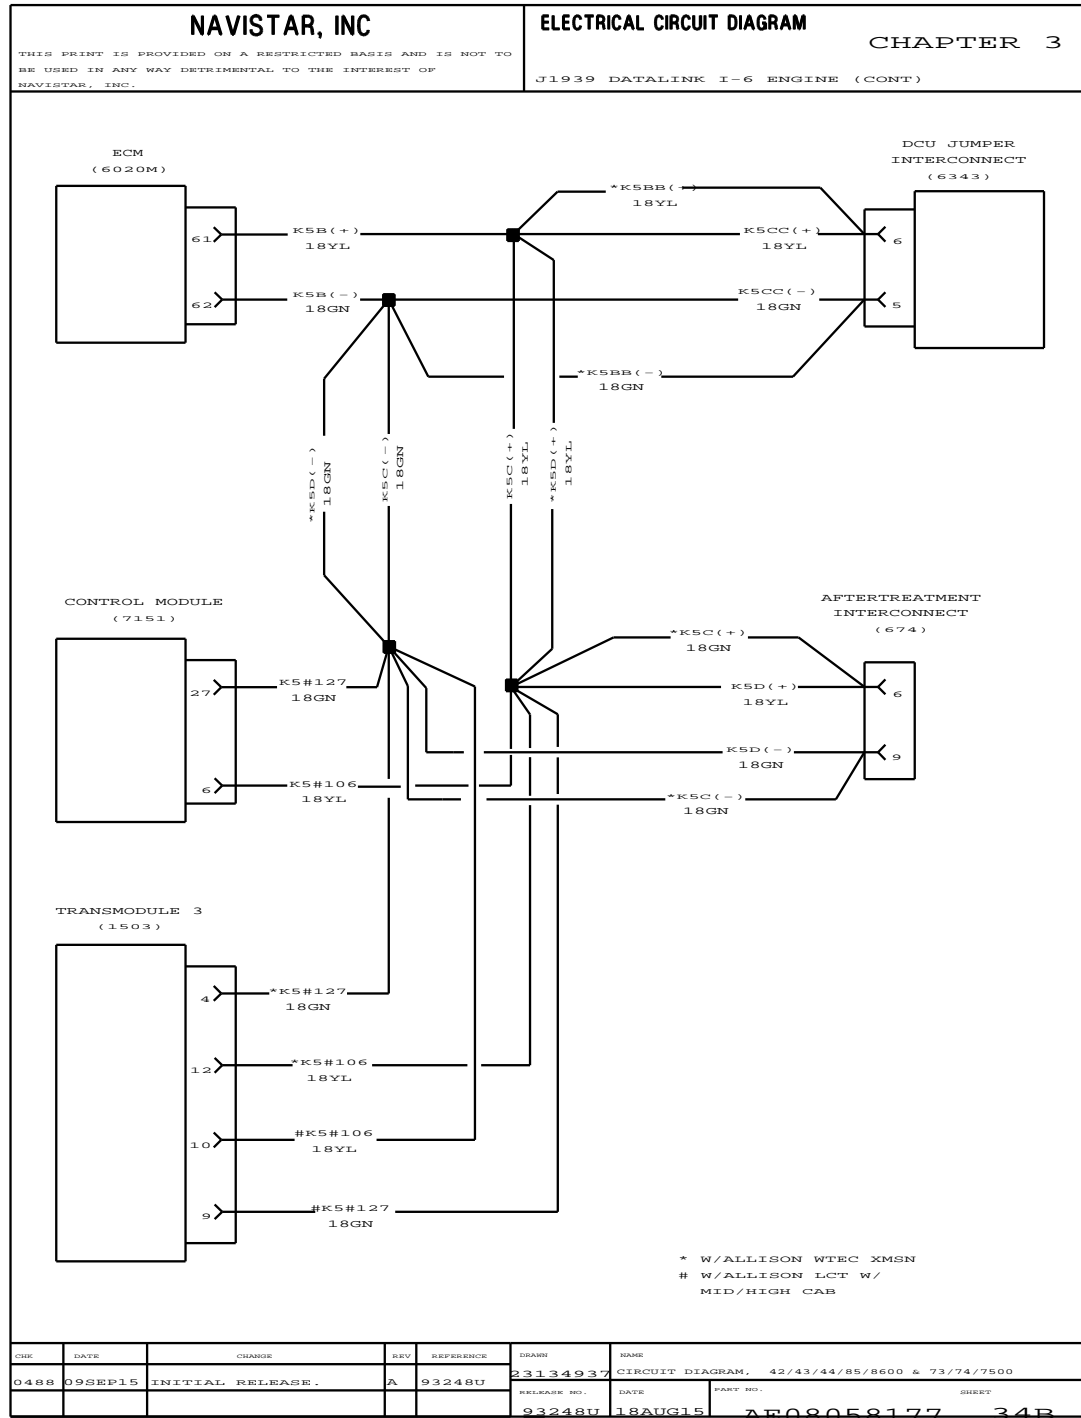 NAVISTAR, INC
THIS PRINT IS PROVIDED ON A RESTRICTED BASIS AND IS NOT TO
BE USED IN ANY WAY DETRIMENTAL TO THE INTEREST OF
NAVISTAR, INC.
ELECTRICAL CIRCUIT DIAGRAM
CHAPTER 3
J1939 DATALINK I-6 ENGINE (CONT)
ECM
(6020M)
DCU JUMPER
INTERCONNECT
(6343)
*K5BB(+)
18YL
61
K5B(+)
18YL
K5CC(+)
18YL
6
62
K5B(-)
18GN
K5CC(-)
18GN
5
*K5BB(-)
18GN
*K5D(-)
18GN
K5C(-)
18GN
K5C(+)
18YL
*K5D(+)
18YL
CONTROL MODULE
(7151)
AFTERTREATMENT
INTERCONNECT
(674)
*K5C(+)
18GN
27
K5#127
18GN
K5D(+)
18YL
6
K5D(-)
18GN
9
6
K5#106
18YL
*K5C(-)
18GN
TRANSMODULE 3
(1503)
4
*K5#127
18GN
12
*K5#106
18YL
10
#K5#106
18YL
9
#K5#127
18GN
* W/ALLISON WTEC XMSN
# W/ALLISON LCT W/
MID/HIGH CAB
CHK DATE CHANGE REV REFERENCE DRAWN NAME
0488 09SEP15 INITIAL RELEASE. A 93248U 23134937 CIRCUIT DIAGRAM, 42/43/44/85/8600 & 73/74/7500
RELEASE NO. DATE PART NO. SHEET
93248U 18AUG15 AF08058177 34B